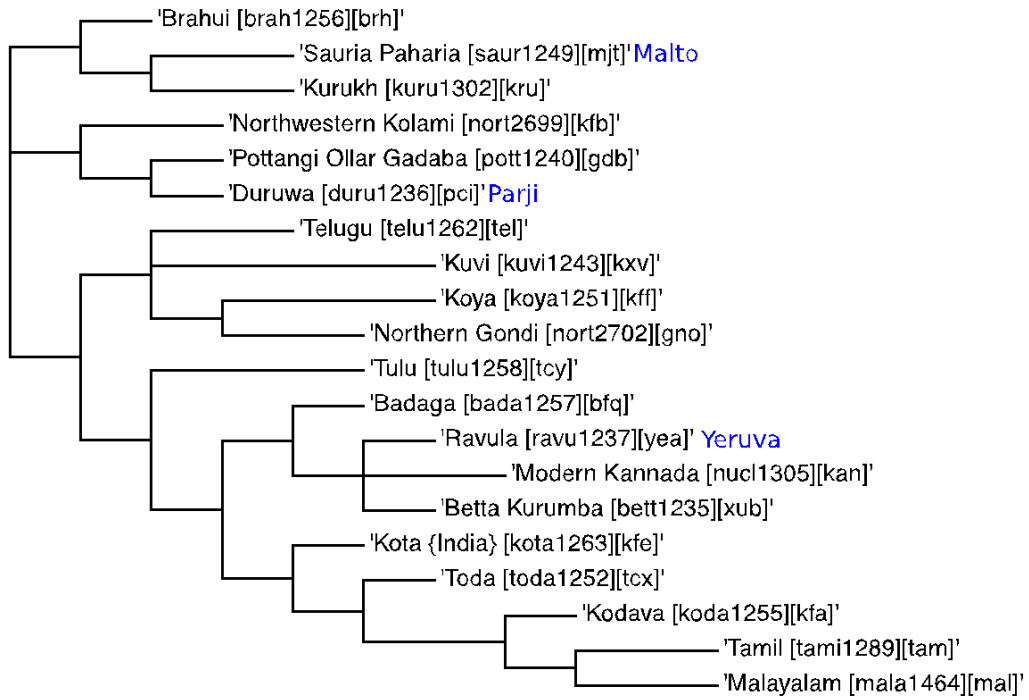 'Brahui [brah1256][brh]'
'Sauria Paharia [saur1249][mjt]' Malto
'Kurukh [kuru1302][kru]'
'Northwestern Kolami [nort2699][kfb]'
'Pottangi Ollar Gadaba [pott1240][gdb]'
'Duruwa [duru1236][pci]' Parji
'Telugu [telu1262][tel]'
'Kuvi [kuvi1243][kxv]'
'Koya [koya1251][kff]'
'Northern Gondi [nort2702][gno]'
'Tulu [tulu1258][tcy]'
'Badaga [bada1257][bfq]'
'Ravula [ravu1237][yea]' Yeruva
'Modern Kannada [nucl1305][kan]'
'Betta Kurumba [bett1235][xub]'
'Kota {India} [kota1263][kfe]'
'Toda [toda1252][tcx]'
'Kodava [koda1255][kfa]'
'Tamil [tami1289][tam]'
'Malayalam [mala1464][mal]'